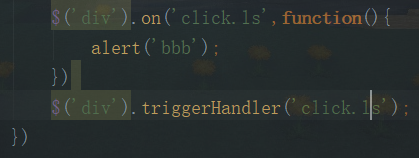 $('div').on('click.ls',function(){
alert('bbb');
})
$('div').triggerHandler('click.ls');
})